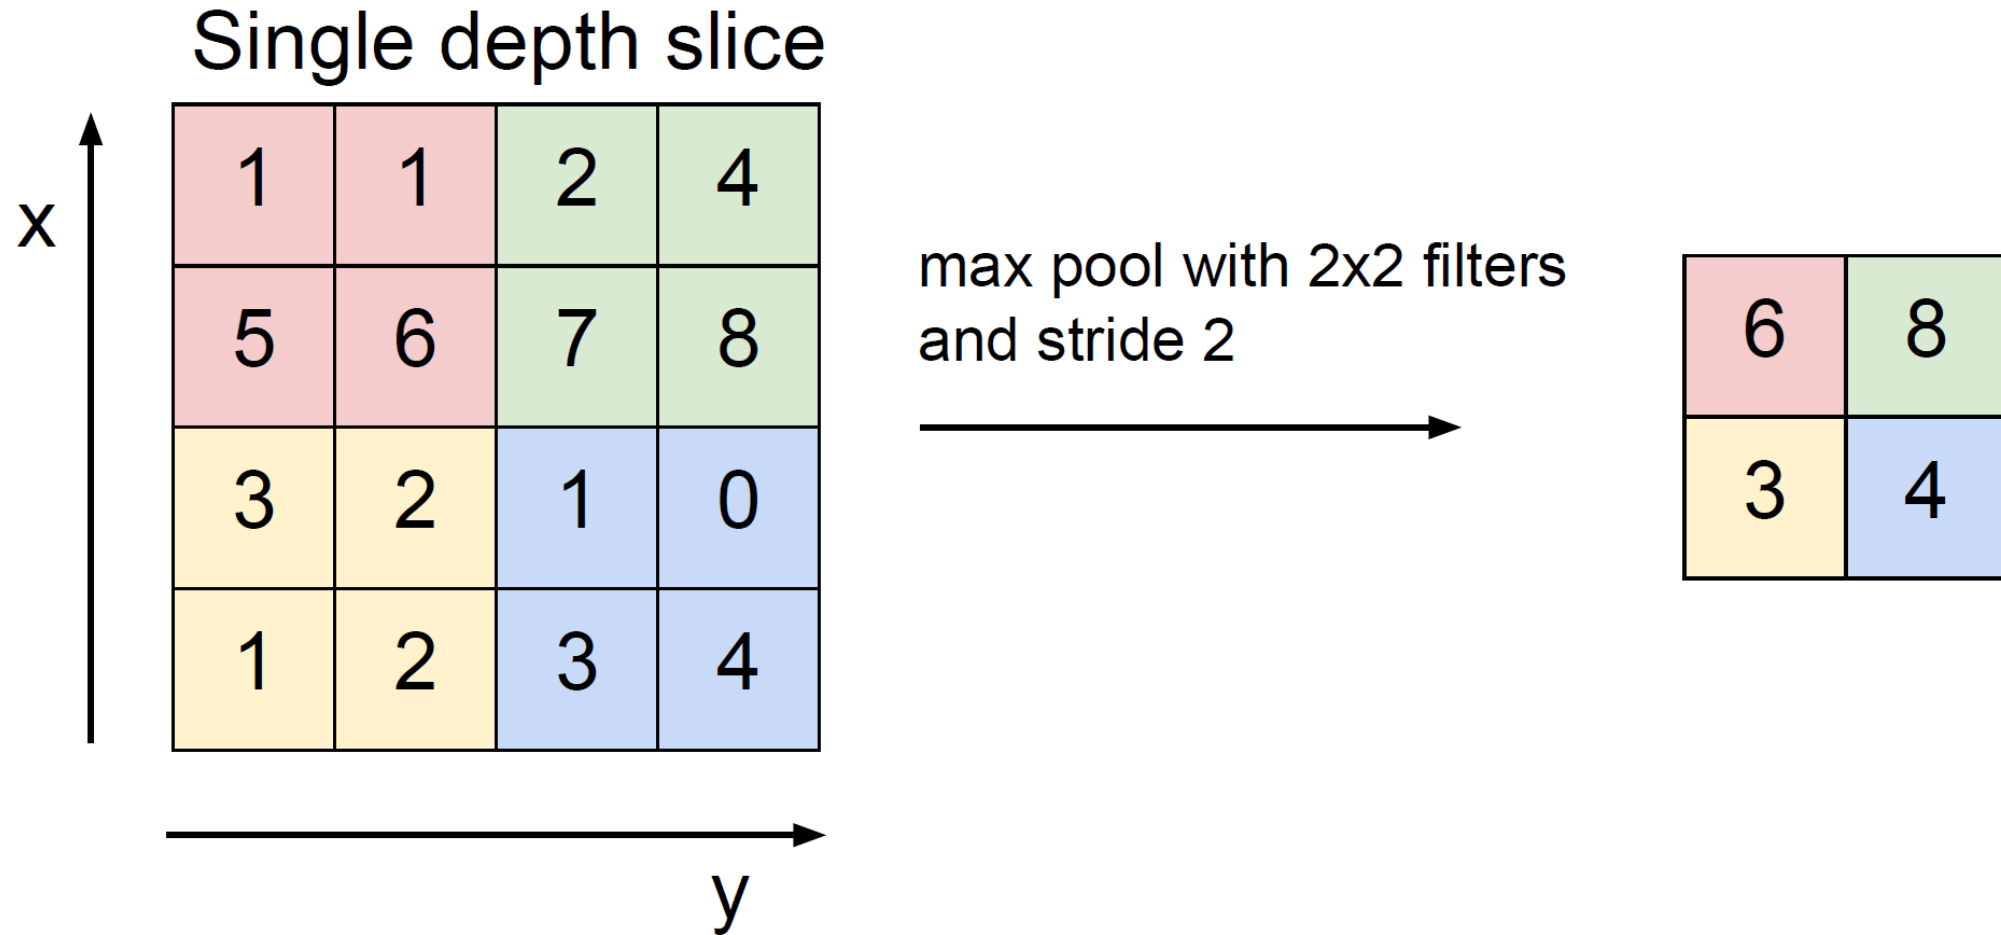 Single depth slice
1 1 2 4
x
5 6 7 8
3 2 1 0
1 2 3 4
y
max pool with 2x2 filters
and stride 2
6 8
3 4